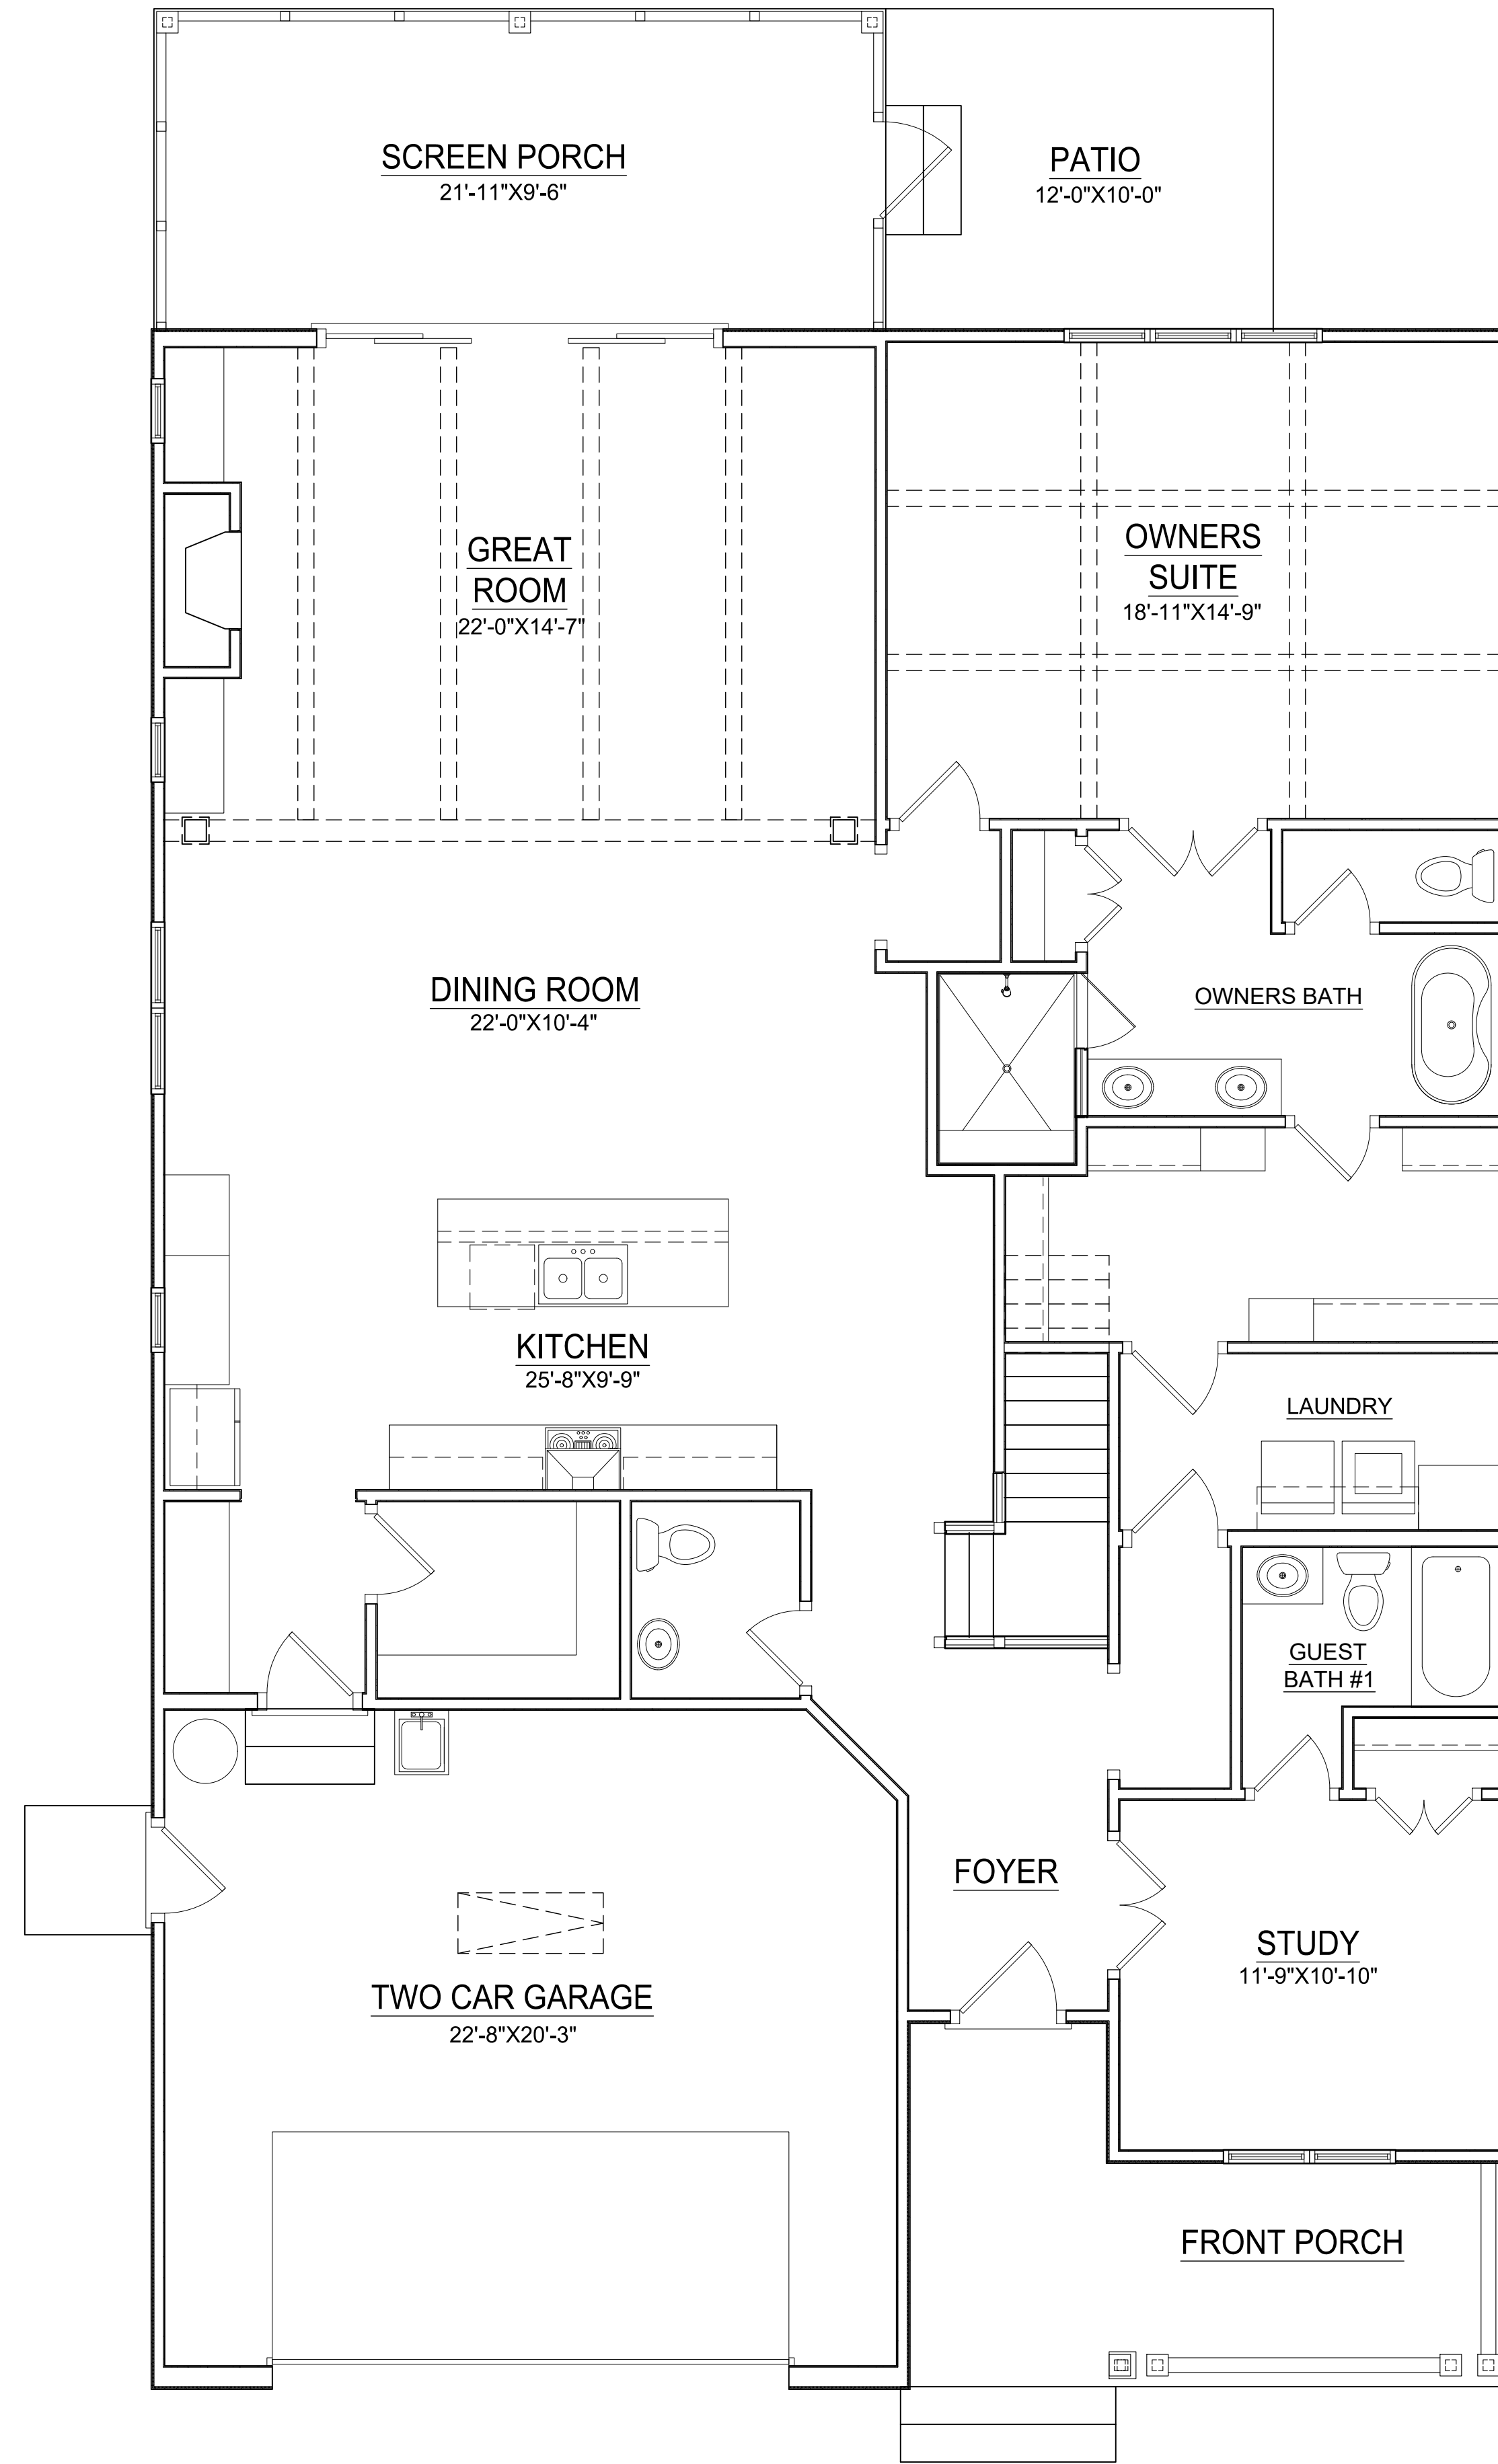 SCREEN PORCH
21'-11"X9'-6"
PATIO
12'-0"X10'-0"
GREAT
ROOM
22'-0"X14'-7"
OWNERS
SUITE
18'-11"X14'-9"
DINING ROOM
22'-0"X10'-4"
OWNERS BATH
KITCHEN
25'-8"X9'-9"
LAUNDRY
GUEST
BATH #1
FOYER
STUDY
11'-9"X10'-10"
TWO CAR GARAGE
22'-8"X20'-3"
FRONT PORCH